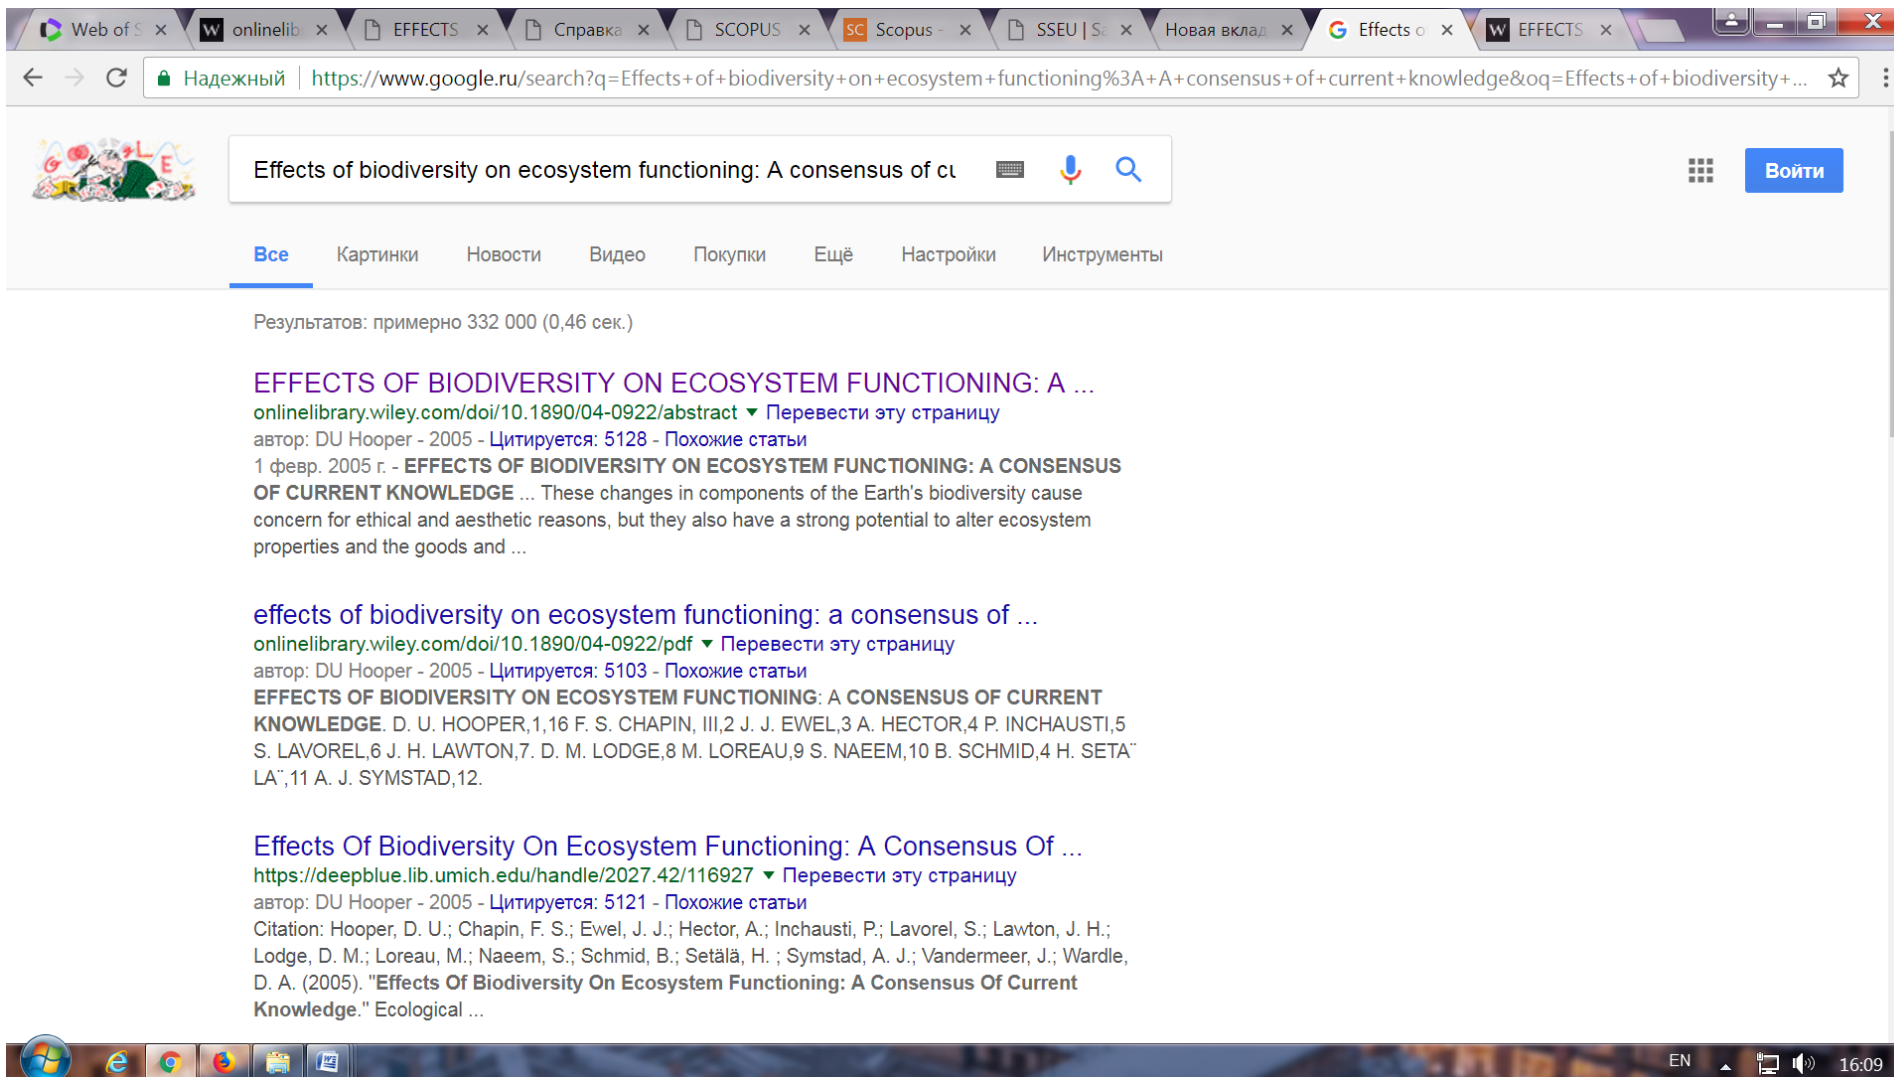 Web of S
onlinelib
EFFECTS
Справка
SCOPUS
SC Scopus -
SSEU | Sa
Новая вклад
G Effects o
W EFFECTS
Надежный https://www.google.ru/search?q=Effects+of+biodiversity+on+ecosystem+functioning%3A+A+consensus+of+current+knowledge&oq=Effects+of+biodiversity+...
Effects of biodiversity on ecosystem functioning: A consensus of cu
Войти
Все Картинки Новости Видео Покупки Ещё Настройки Инструменты
Результатов: примерно 332 000 (0,46 сек.)
EFFECTS OF BIODIVERSITY ON ECOSYSTEM FUNCTIONING: A ...
onlinelibrary.wiley.com/doi/10.1890/04-0922/abstract ▼ Перевести эту страницу
автор: DU Hooper - 2005 - Цитируется: 5128 - Похожие статьи
1 февр. 2005 г. - EFFECTS OF BIODIVERSITY ON ECOSYSTEM FUNCTIONING: A CONSENSUS
OF CURRENT KNOWLEDGE ... These changes in components of the Earth's biodiversity cause
concern for ethical and aesthetic reasons, but they also have a strong potential to alter ecosystem
properties and the goods and ...
effects of biodiversity on ecosystem functioning: a consensus of ...
onlinelibrary.wiley.com/doi/10.1890/04-0922/pdf ▼ Перевести эту страницу
автор: DU Hooper - 2005 - Цитируется: 5103 - Похожие статьи
EFFECTS OF BIODIVERSITY ON ECOSYSTEM FUNCTIONING: A CONSENSUS OF CURRENT
KNOWLEDGE. D. U. HOOPER,1,16 F. S. CHAPIN, III,2 J. J. EWEL,3 A. HECTOR,4 P. INCHAUSTI,5
S. LAVOREL,6 J. H. LAWTON,7. D. M. LODGE,8 M. LOREAU,9 S. NAEEM,10 B. SCHMID,4 H. SETA¨
LA¨,11 A. J. SYMSTAD,12.
Effects Of Biodiversity On Ecosystem Functioning: A Consensus Of ...
https://deepblue.lib.umich.edu/handle/2027.42/116927 ▼ Перевести эту страницу
автор: DU Hooper - 2005 - Цитируется: 5121 - Похожие статьи
Citation: Hooper, D. U.; Chapin, F. S.; Ewel, J. J.; Hector, A.; Inchausti, P.; Lavorel, S.; Lawton, J. H.;
Lodge, D. M.; Loreau, M.; Naeem, S.; Schmid, B.; Setälä, H. ; Symstad, A. J.; Vandermeer, J.; Wardle,
D. A. (2005). "Effects Of Biodiversity On Ecosystem Functioning: A Consensus Of Current
Knowledge." Ecological ...
EN 16:09